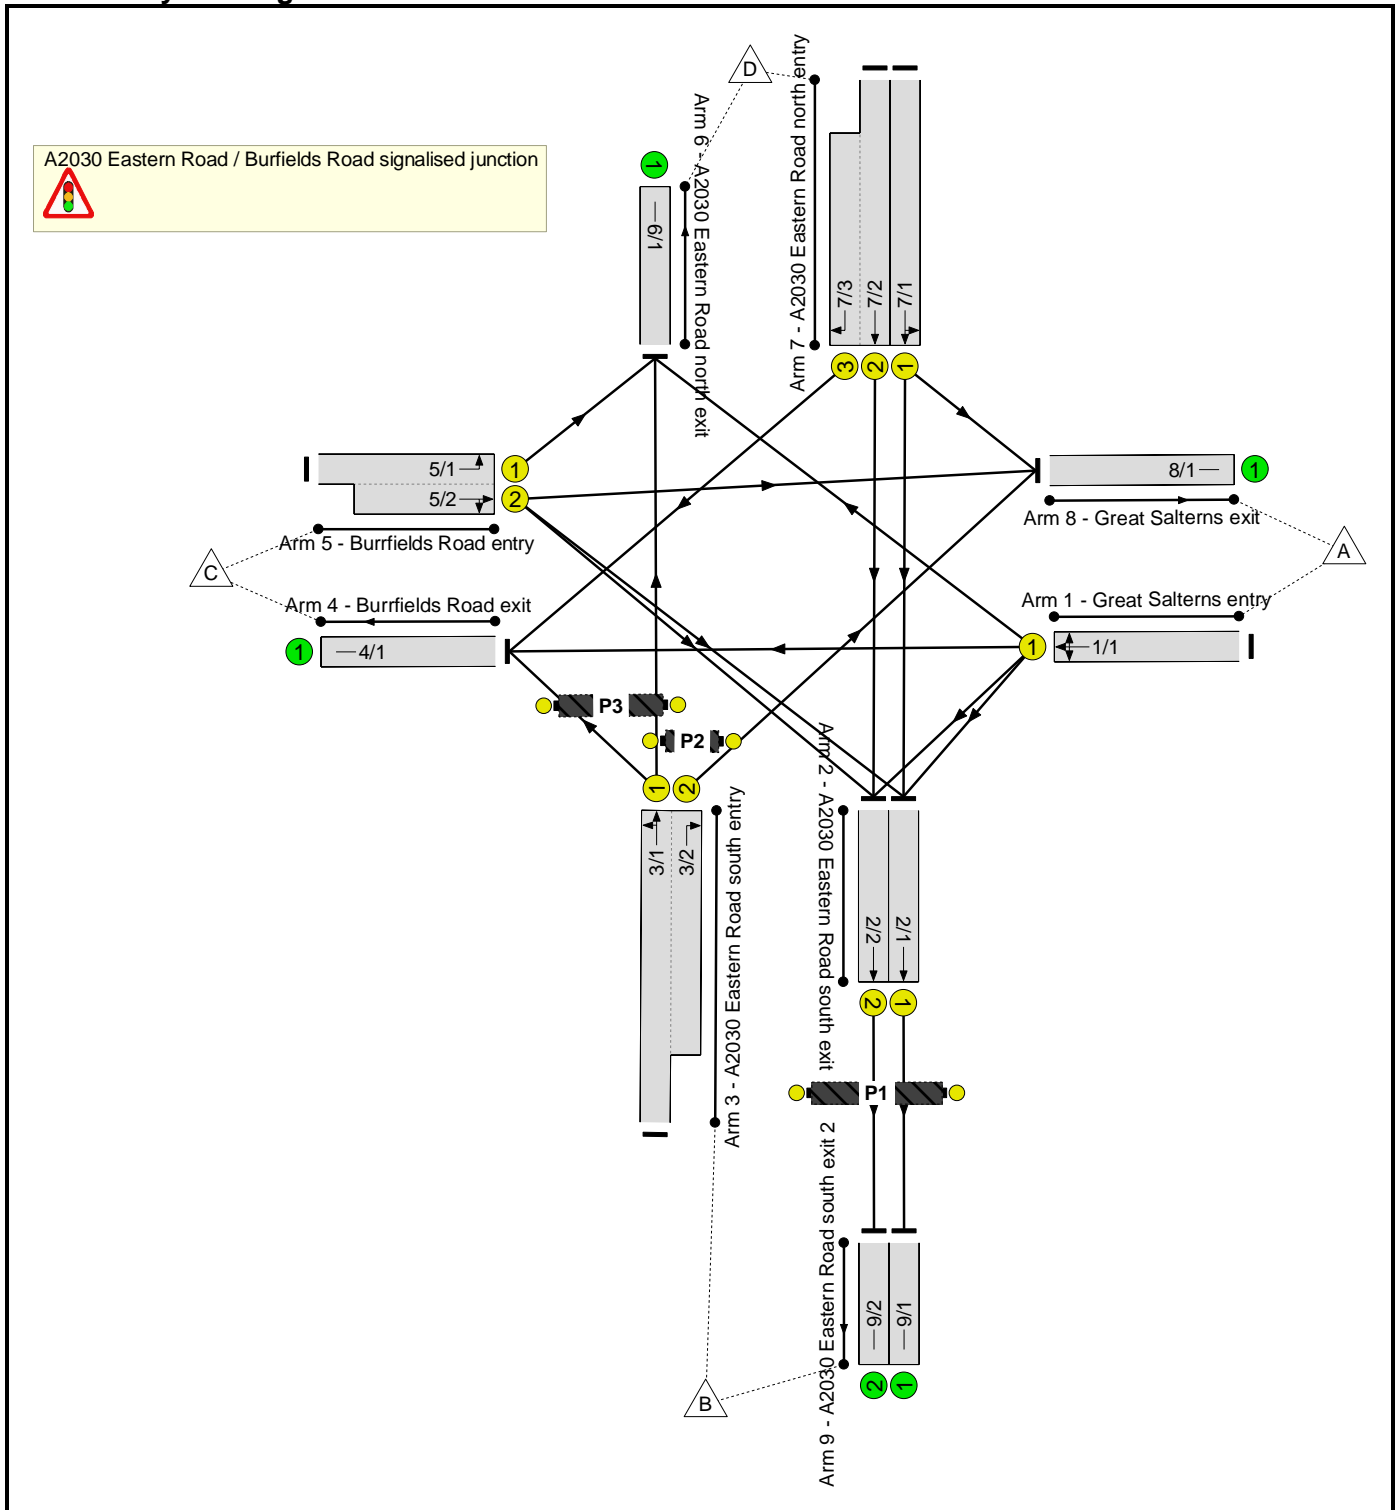 A2030 Eastern Road / Burfields Road signalised junction
D
Arm 6 - A2030 Eastern Road north exit
1
6/1
Arm 7 - A2030 Eastern Road north entry
7/3
7/2
7/1
3
2
1
5/1
5/2
1
2
Arm 5 - Burrfields Road entry
C
Arm 4 - Burrfields Road exit
1
4/1
8/1
1
Arm 8 - Great Salterns exit
A
Arm 1 - Great Salterns entry
1
1/1
P3
P2
1
2
3/1
3/2
Arm 3 - A2030 Eastern Road south entry
Arm 2 - A2030 Eastern Road south exit
2/2
2/1
2
1
P1
Arm 9 - A2030 Eastern Road south exit 2
9/2
9/1
2
1
B